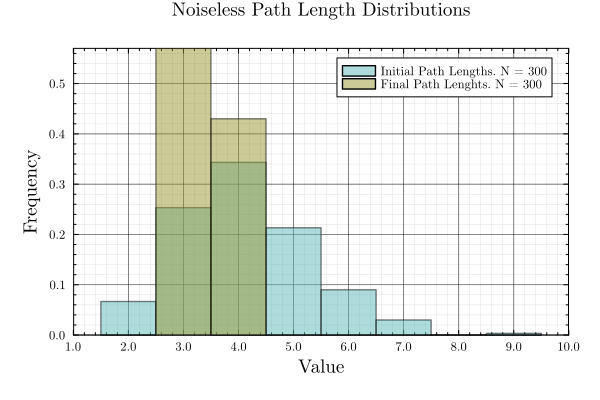 Noiseless Path Length Distributions
Initial Path Lengths. N = 300
Final Path Lenghts. N = 300
Frequency
0.5
0.4
0.3
0.2
0.1
0.0
1.0 2.0 3.0 4.0 5.0 6.0 7.0 8.0 9.0 10.0
Value